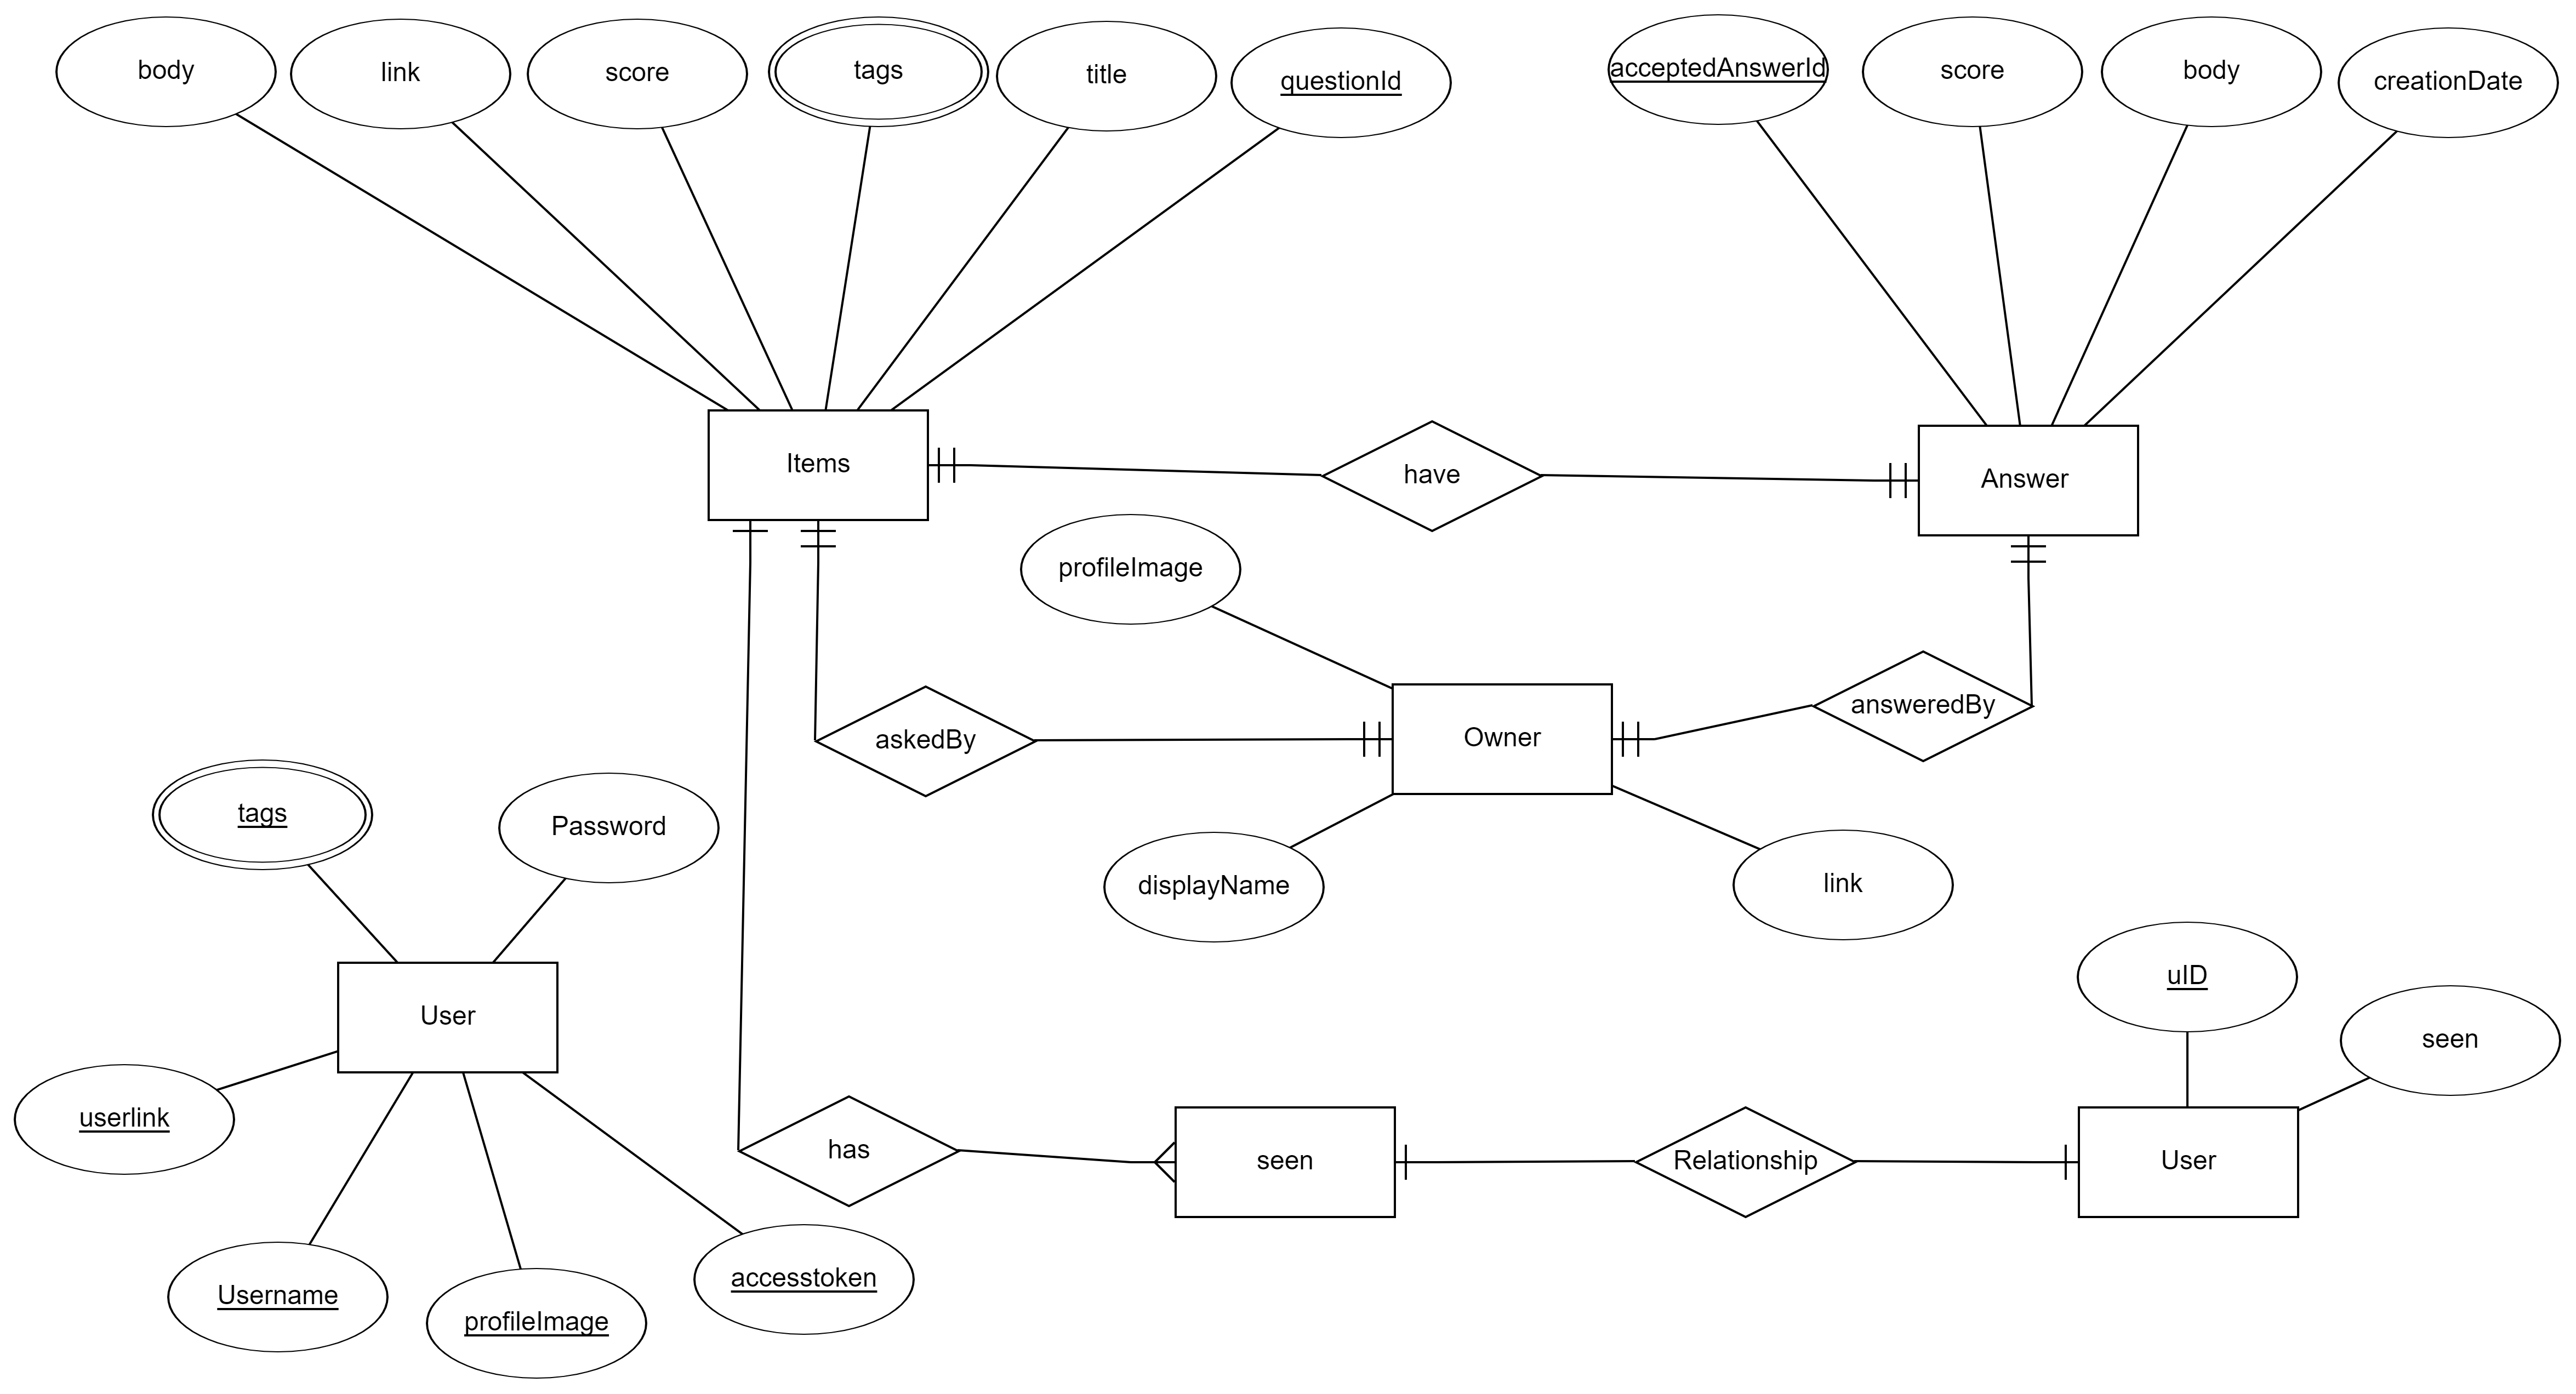 body
link
score
tags
title
questionId
acceptedAnswerId
score
body
creationDate
Items
have
Answer
profileImage
askedBy
Owner
answeredBy
displayName
link
tags
Password
User
userlink
Username
profileImage
accesstoken
has
seen
Relationship
User
uID
seen